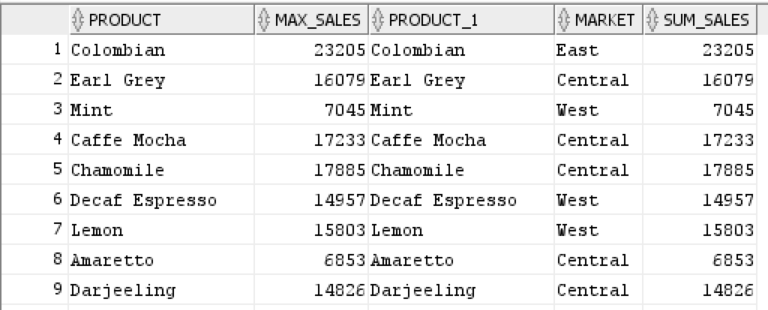 PRODUCT MAX_SALES PRODUCT_1 MARKET SUM_SALES
1 Colombian 23205 Colombian East 23205
2 Earl Grey 16079 Earl Grey Central 16079
3 Mint 7045 Mint West 7045
4 Caffe Mocha 17233 Caffe Mocha Central 17233
5 Chamomile 17885 Chamomile Central 17885
6 Decaf Espresso 14957 Decaf Espresso West 14957
7 Lemon 15803 Lemon West 15803
8 Amaretto 6853 Amaretto Central 6853
9 Darjeeling 14826 Darjeeling Central 14826